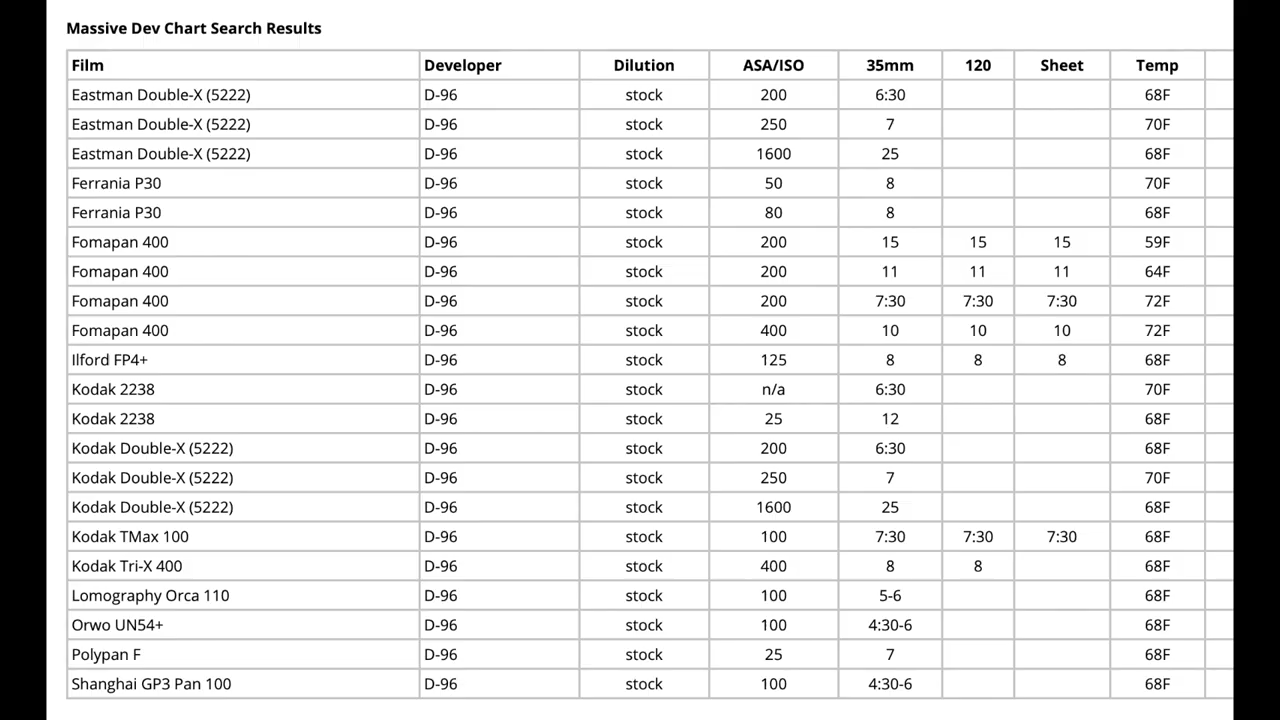 Massive Dev Chart Search Results
Film Developer Dilution ASA/ISO 35mm 120 Sheet Temp
Eastman Double-X (5222) D-96 stock 200 6:30 68F
Eastman Double-X (5222) D-96 stock 250 7 70F
Eastman Double-X (5222) D-96 stock 1600 25 68F
Ferrania P30 D-96 stock 50 8 70F
Ferrania P30 D-96 stock 80 8 68F
Fomapan 400 D-96 stock 200 15 15 15 59F
Fomapan 400 D-96 stock 200 11 11 11 64F
Fomapan 400 D-96 stock 200 7:30 7:30 7:30 72F
Fomapan 400 D-96 stock 400 10 10 10 72F
Ilford FP4+ D-96 stock 125 8 8 8 68F
Kodak 2238 D-96 stock n/a 6:30 70F
Kodak 2238 D-96 stock 25 12 68F
Kodak Double-X (5222) D-96 stock 200 6:30 68F
Kodak Double-X (5222) D-96 stock 250 7 70F
Kodak Double-X (5222) D-96 stock 1600 25 68F
Kodak TMax 100 D-96 stock 100 7:30 7:30 7:30 68F
Kodak Tri-X 400 D-96 stock 400 8 8 68F
Lomography Orca 110 D-96 stock 100 5-6 68F
Orwo UN54+ D-96 stock 100 4:30-6 68F
Polypan F D-96 stock 25 7 68F
Shanghai GP3 Pan 100 D-96 stock 100 4:30-6 68F